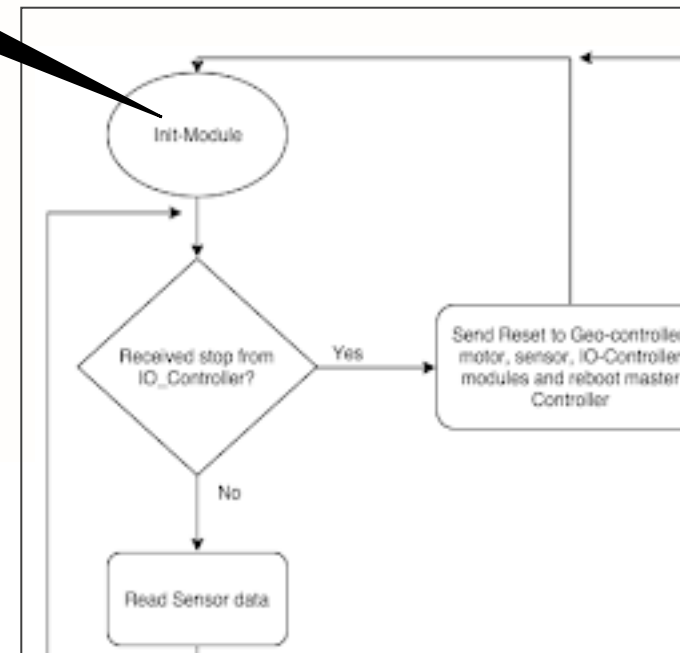 Init-Module
Received stop from
IO_Controller?
Yes
Send Reset to Geo-controller
motor, sensor, IO-Controller
modules and reboot master
Controller
No
Read Sensor data